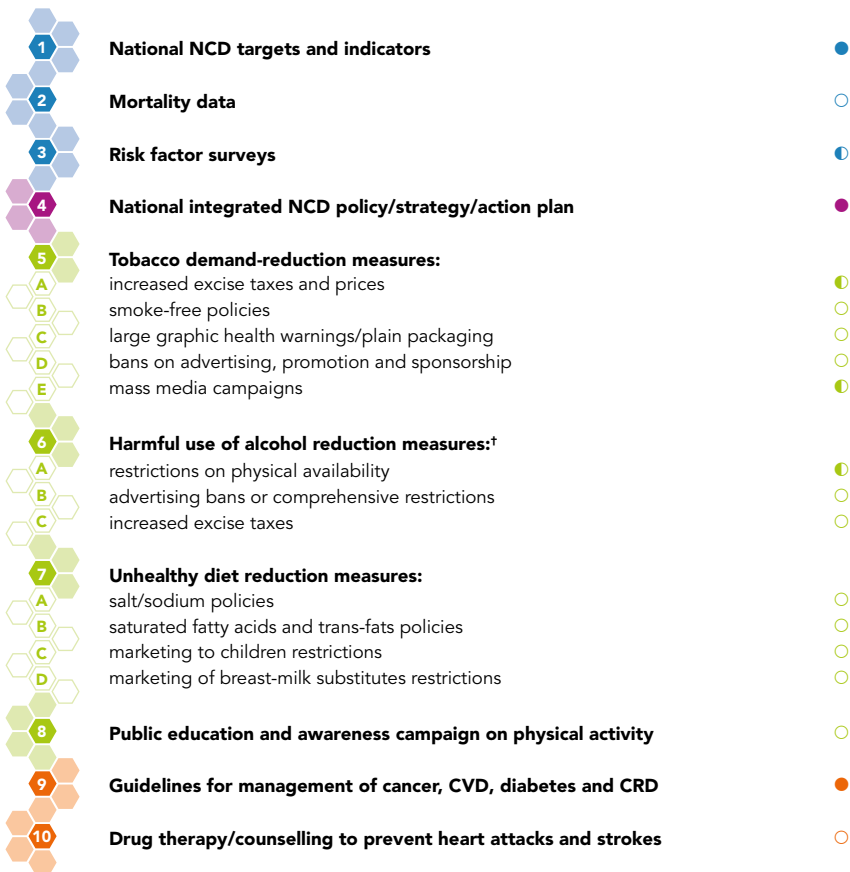 1 National NCD targets and indicators
2 Mortality data
3 Risk factor surveys
4 National integrated NCD policy/strategy/action plan
5 Tobacco demand-reduction measures:
A increased excise taxes and prices
B smoke-free policies
C large graphic health warnings/plain packaging
D bans on advertising, promotion and sponsorship
E mass media campaigns
6 Harmful use of alcohol reduction measures:†
A restrictions on physical availability
B advertising bans or comprehensive restrictions
C increased excise taxes
7 Unhealthy diet reduction measures:
A salt/sodium policies
B saturated fatty acids and trans-fats policies
C marketing to children restrictions
D marketing of breast-milk substitutes restrictions
8 Public education and awareness campaign on physical activity
9 Guidelines for management of cancer, CVD, diabetes and CRD
10 Drug therapy/counselling to prevent heart attacks and strokes